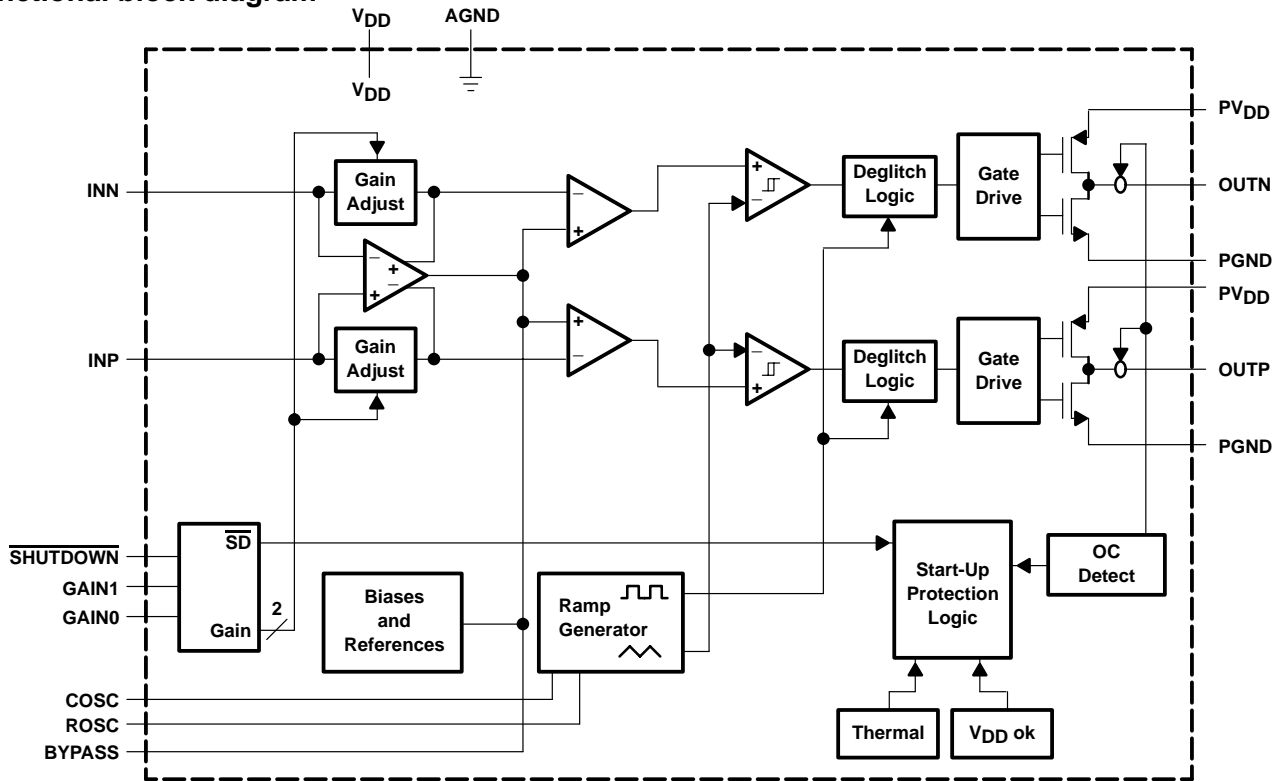 nctional block diagram
VDD
AGND
VDD
PVDD
INN
Gain
Adjust
−
+
+
−
Deglitch
Logic
Gate
Drive
OUTN
−
+
−
+
PGND
PVDD
INP
Gain
Adjust
+
−
−
+
Deglitch
Logic
Gate
Drive
OUTP
PGND
SHUTDOWN
GAIN1
GAIN0
SD
Gain
2
Biases
and
References
Ramp
Generator
Start-Up
Protection
Logic
OC
Detect
COSC
ROSC
BYPASS
Thermal
VDD ok